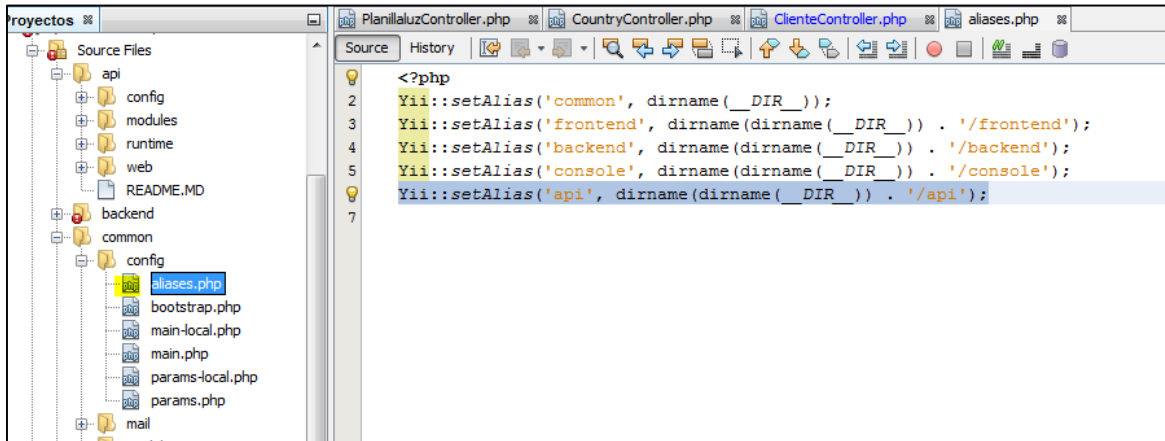 Proyectos
PlanillaluzController.php CountryController.php ClienteController.php aliases.php
Source History
Source Files
api
config
modules
runtime
web
README.MD
backend
common
config
aliases.php
bootstrap.php
main-local.php
main.php
params-local.php
params.php
mail
<?php
2 Yii::setAlias('common', dirname(__DIR__));
3 Yii::setAlias('frontend', dirname(dirname(__DIR__)) . '/frontend');
4 Yii::setAlias('backend', dirname(dirname(__DIR__)) . '/backend');
5 Yii::setAlias('console', dirname(dirname(__DIR__)) . '/console');
Yii::setAlias('api', dirname(dirname(__DIR__)) . '/api');
7